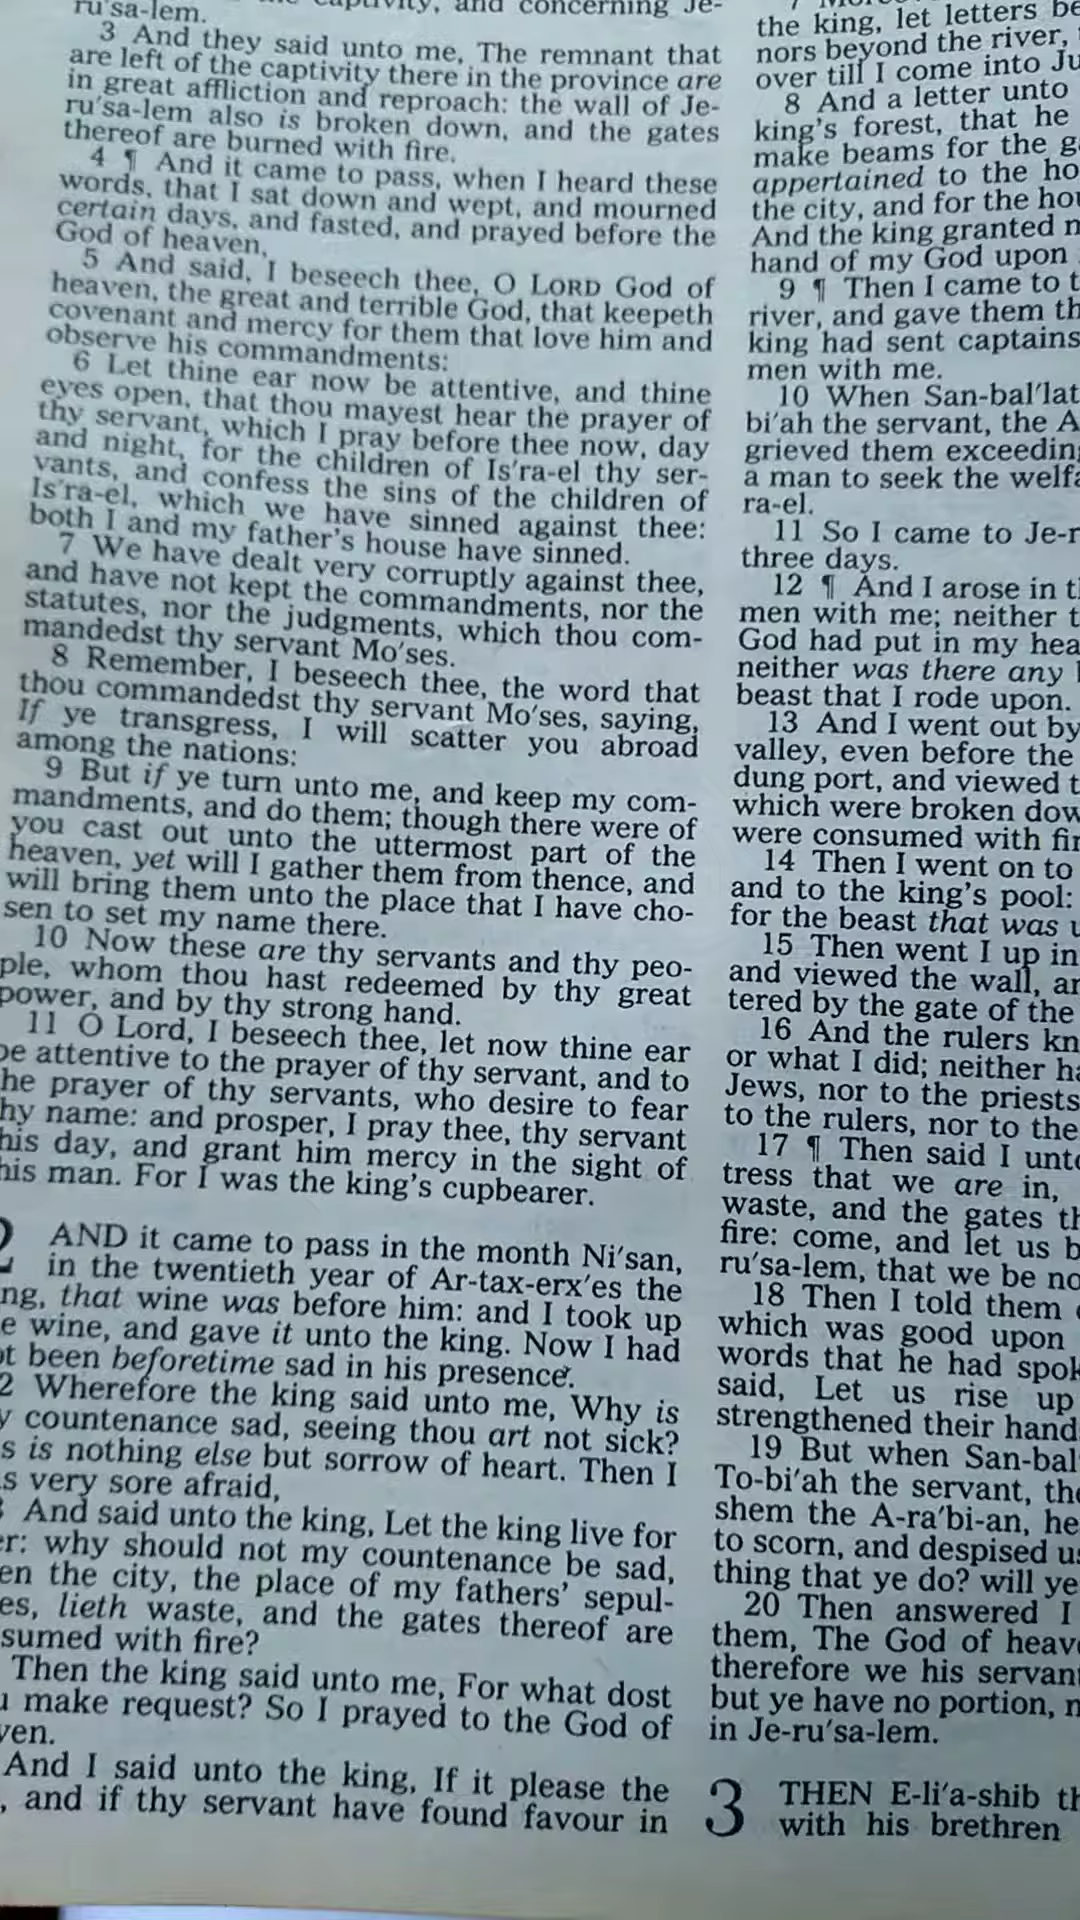 ru'sa-lem.
captivity, and concerning Je-
3 And they said unto me, The remnant that
are left of the captivity there in the province are
in great affliction and reproach: the wall of Je-
ru'sa-lem also is broken down, and the gates
thereof are burned with fire.
4 ¶ And it came to pass, when I heard these
words, that I sat down and wept, and mourned
certain days, and fasted, and prayed before the
God of heaven,
5 And said, I beseech thee, O LORD God of
heaven, the great and terrible God, that keepeth
covenant and mercy for them that love him and
observe his commandments:
6 Let thine ear now be attentive, and thine
eyes open, that thou mayest hear the prayer of
thy servant, which I pray before thee now, day
and night, for the children of Is'ra-el thy ser-
vants, and confess the sins of the children of
Is'ra-el, which we have sinned against thee:
both I and my father's house have sinned.
7 We have dealt very corruptly against thee,
and have not kept the commandments, nor the
statutes, nor the judgments, which thou com-
mandedst thy servant Mo'ses.
8 Remember, I beseech thee, the word that
thou commandedst thy servant Mo'ses, saying,
If ye transgress, I will scatter you abroad
among the nations:
9 But if ye turn unto me, and keep my com-
mandments, and do them; though there were of
you cast out unto the uttermost part of the
heaven, yet will I gather them from thence, and
will bring them unto the place that I have cho-
sen to set my name there.
10 Now these are thy servants and thy peo-
ple, whom thou hast redeemed by thy great
power, and by thy strong hand.
11 O Lord, I beseech thee, let now thine ear
be attentive to the prayer of thy servant, and to
he prayer of thy servants, who desire to fear
hy name: and prosper, I pray thee, thy servant
his day, and grant him mercy in the sight of
his man. For I was the king's cupbearer.
2 AND it came to pass in the month Ni'san,
in the twentieth year of Ar-tax-erx'es the
ng, that wine was before him: and I took up
e wine, and gave it unto the king. Now I had
ot been beforetime sad in his presence.
2 Wherefore the king said unto me, Why is
y countenance sad, seeing thou art not sick?
s is nothing else but sorrow of heart. Then I
s very sore afraid,
And said unto the king, Let the king live for
er: why should not my countenance be sad,
en the city, the place of my fathers' sepul-
es, lieth waste, and the gates thereof are
sumed with fire?
Then the king said unto me, For what dost
u make request? So I prayed to the God of
ven.
And I said unto the king, If it please the
, and if thy servant have found favour in
the king, let letters be
nors beyond the river,
over till I come into Ju
8 And a letter unto
king's forest, that he
make beams for the g
appertained to the ho
the city, and for the hou
And the king granted m
hand of my God upon
9 ¶ Then I came to t
river, and gave them th
king had sent captains
men with me.
10 When San-bal'lat
bi'ah the servant, the A
grieved them exceeding
a man to seek the welfa
ra-el.
11 So I came to Je-r
three days.
12 ¶ And I arose in t
men with me; neither t
God had put in my hea
neither was there any
beast that I rode upon.
13 And I went out by
valley, even before the
dung port, and viewed t
which were broken dow
were consumed with fir
14 Then I went on to
and to the king's pool:
for the beast that was u
15 Then went I up in
and viewed the wall, an
tered by the gate of the
16 And the rulers kn
or what I did; neither ha
Jews, nor to the priests
to the rulers, nor to the
17 ¶ Then said I unto
tress that we are in,
waste, and the gates th
fire: come, and let us b
ru'sa-lem, that we be no
18 Then I told them
which was good upon
words that he had spok
said, Let us rise up
strengthened their hand
19 But when San-bal
To-bi'ah the servant, the
shem the A-ra'bi-an, he
to scorn, and despised us
thing that ye do? will ye
20 Then answered I
them, The God of heave
therefore we his servant
but ye have no portion, n
in Je-ru'sa-lem.
3 THEN E-li'a-shib th
with his brethren